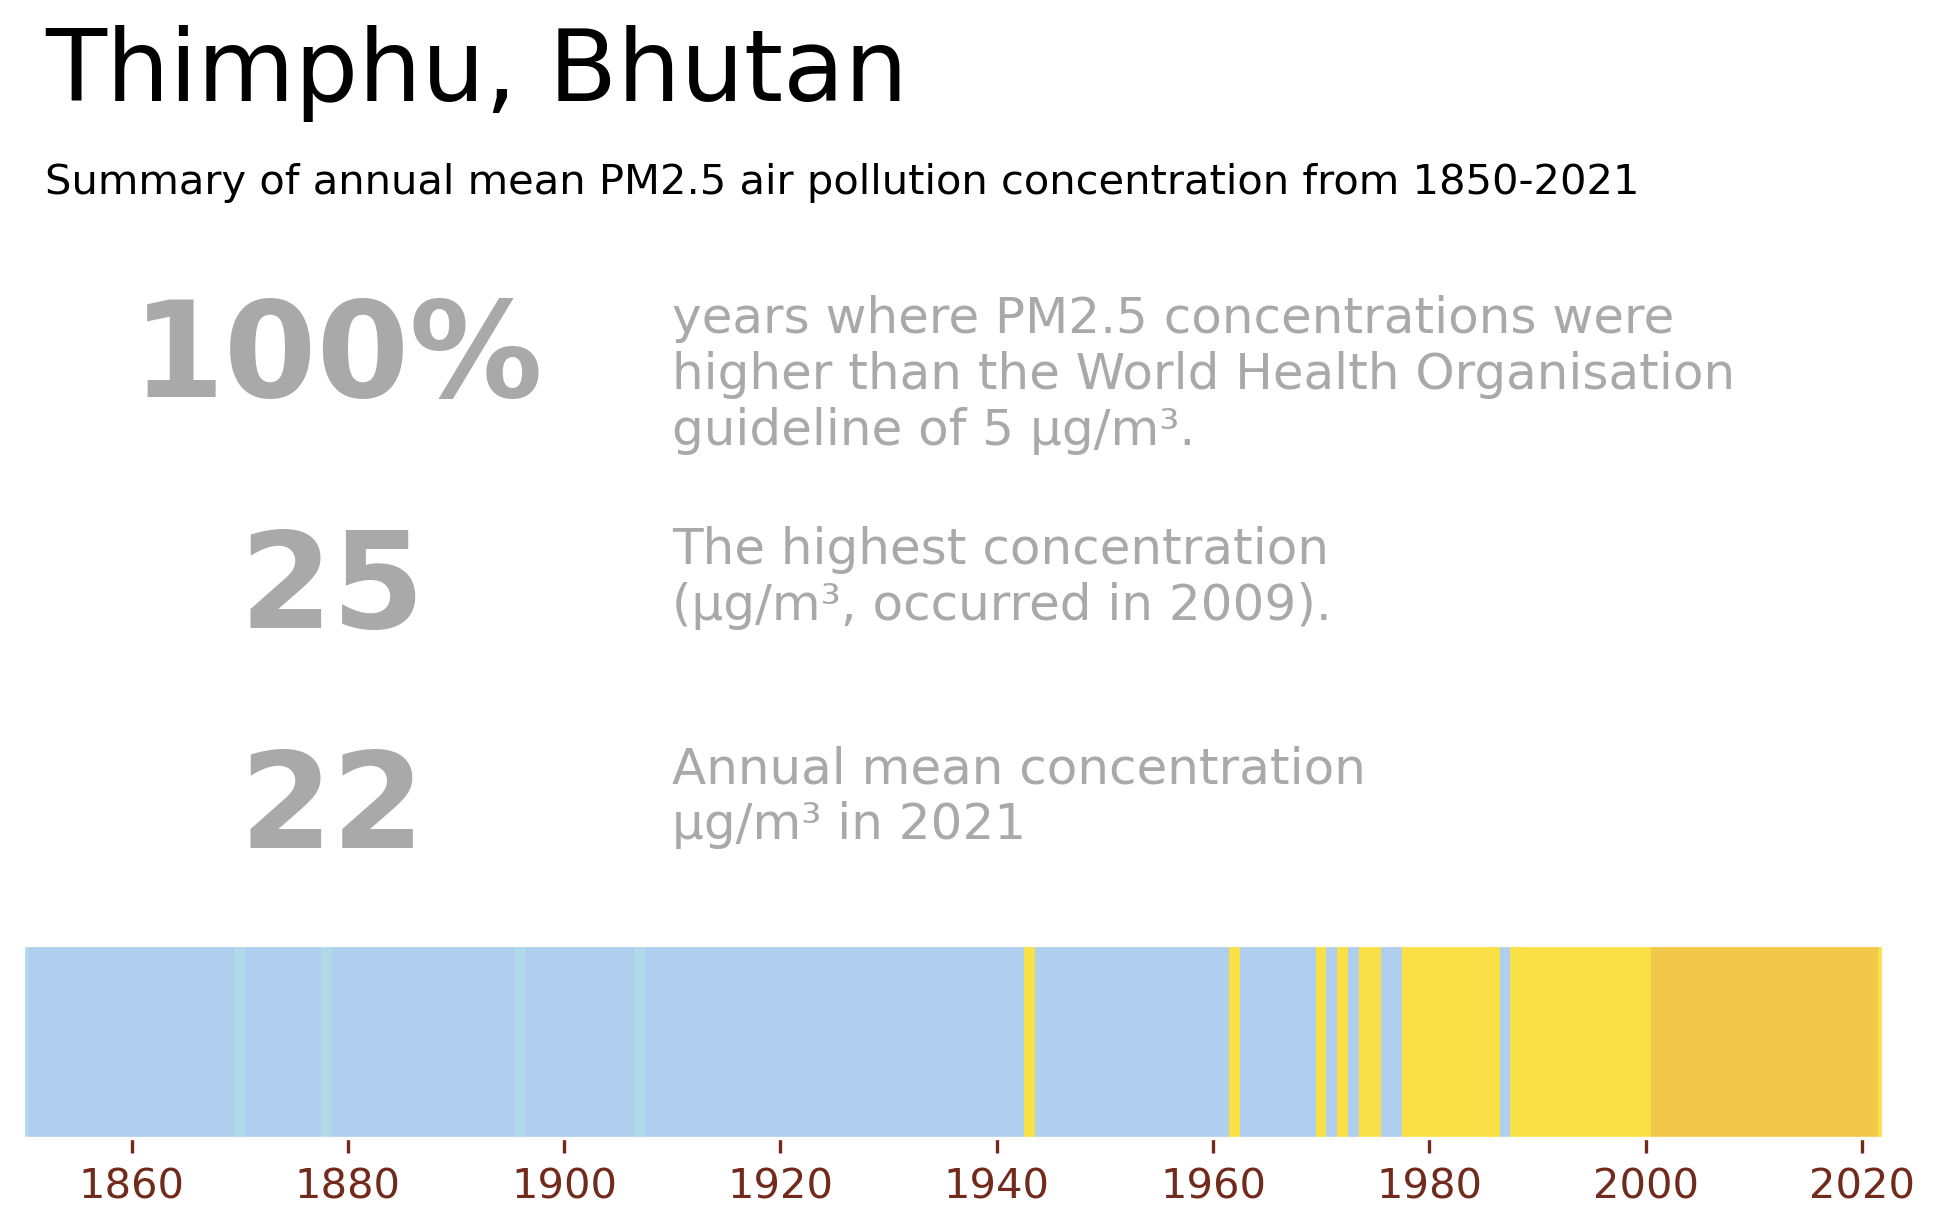 Thimphu, Bhutan
Summary of annual mean PM2.5 air pollution concentration from 1850-2021
100%
years where PM2.5 concentrations were
higher than the World Health Organisation
guideline of 5 µg/m³.
25
The highest concentration
(µg/m³, occurred in 2009).
22
Annual mean concentration
µg/m³ in 2021
1860 1880 1900 1920 1940 1960 1980 2000 2020